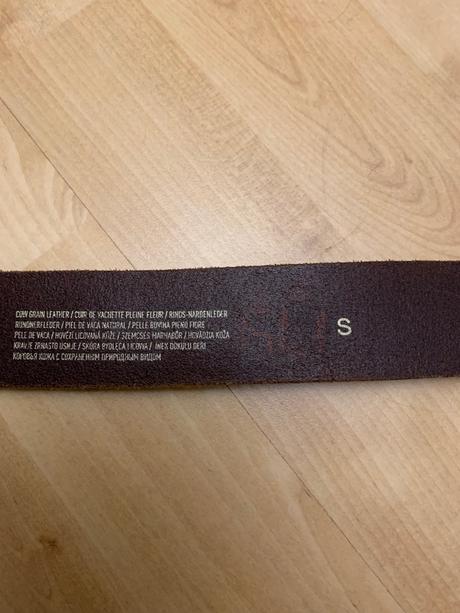 COW GRAIN LEATHER / CUIR DE VACHETTE PLEINE FLEUR / RINDS-NARBENLEDER
RUNDNERFLEDER / PIEL DE VACA NATURAL / PELLE BOVINA PIENO FIORE
PELE DE VACA / HOVĚZÍ LÍCOVANÁ KŮŽE / SZEMCSÉS MARHABŐR / HOVÄDZIA KOŽA
KRAVLJE ZRNASTO USNJE / SKÓRA BYDLĘCA LICOWA / INEK DOKULU DERİ
КОРОВЬЯ КОЖА С СОХРАНЕННЫМ ПРИРОДНЫМ ВИДОМ
S